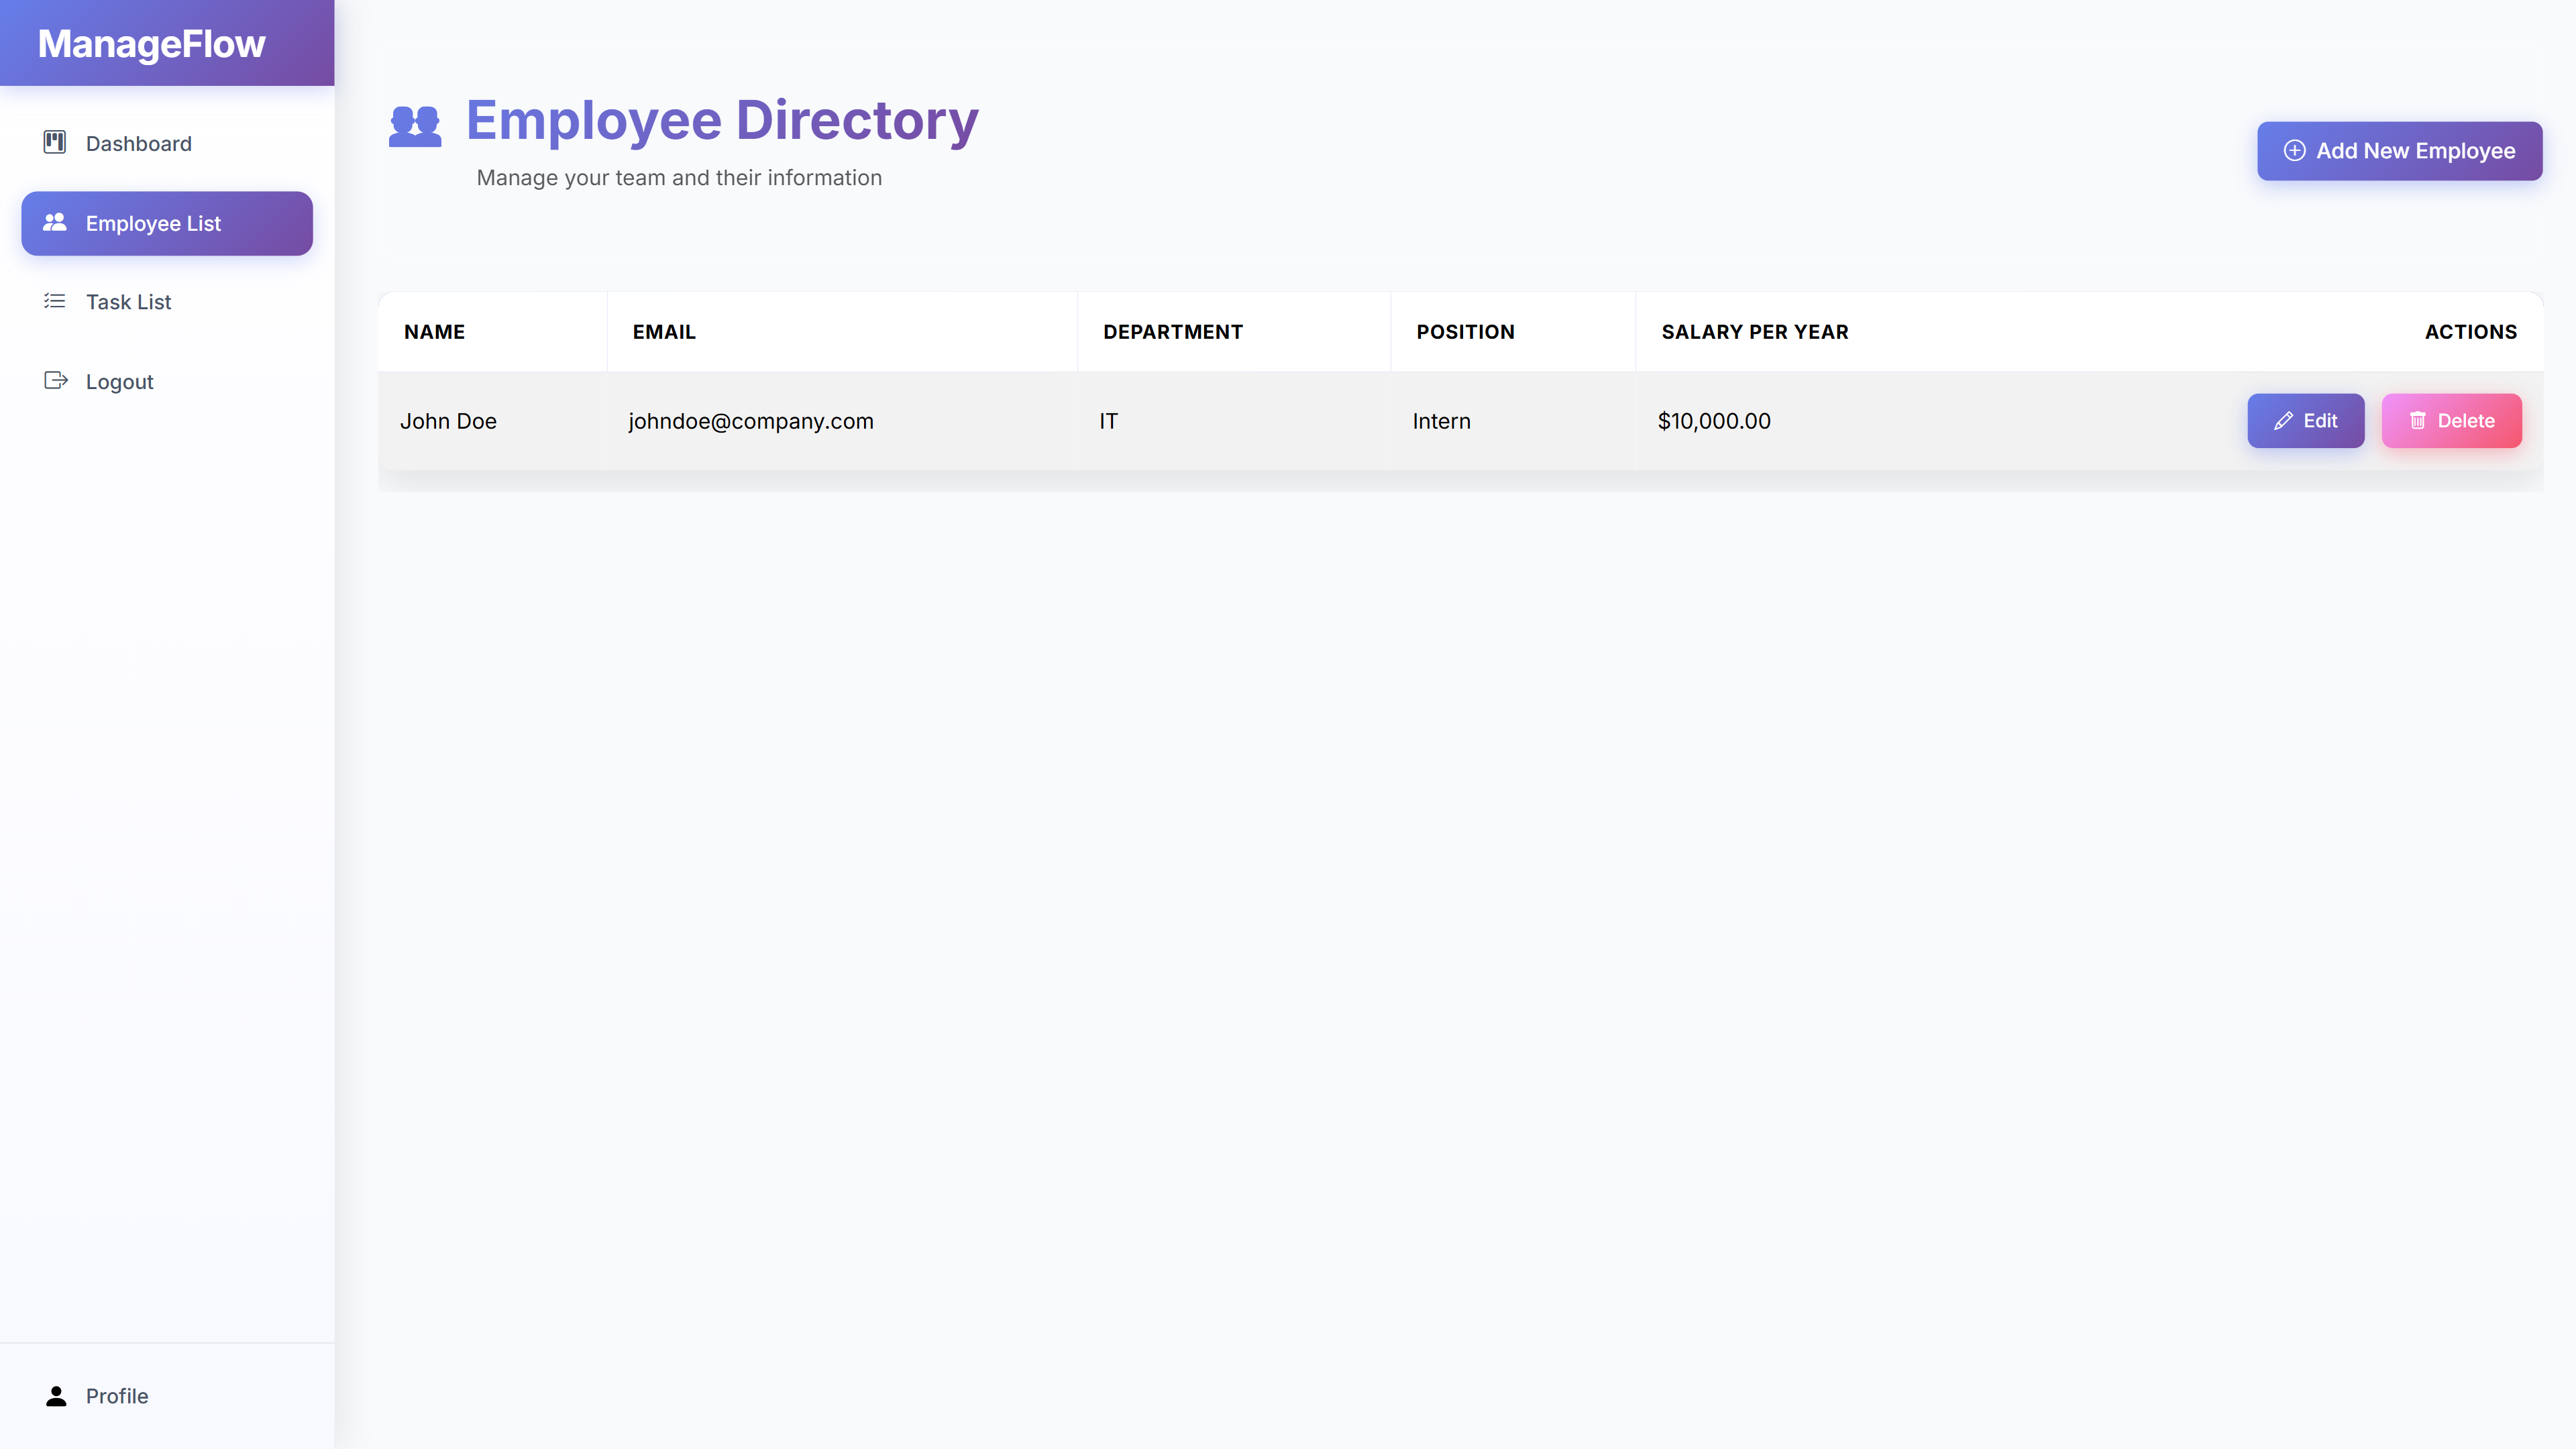 ManageFlow
Dashboard
Employee List
Task List
Logout
Profile
Employee Directory
Manage your team and their information
Add New Employee
NAME EMAIL DEPARTMENT POSITION SALARY PER YEAR ACTIONS
John Doe johndoe@company.com IT Intern $10,000.00 Edit Delete